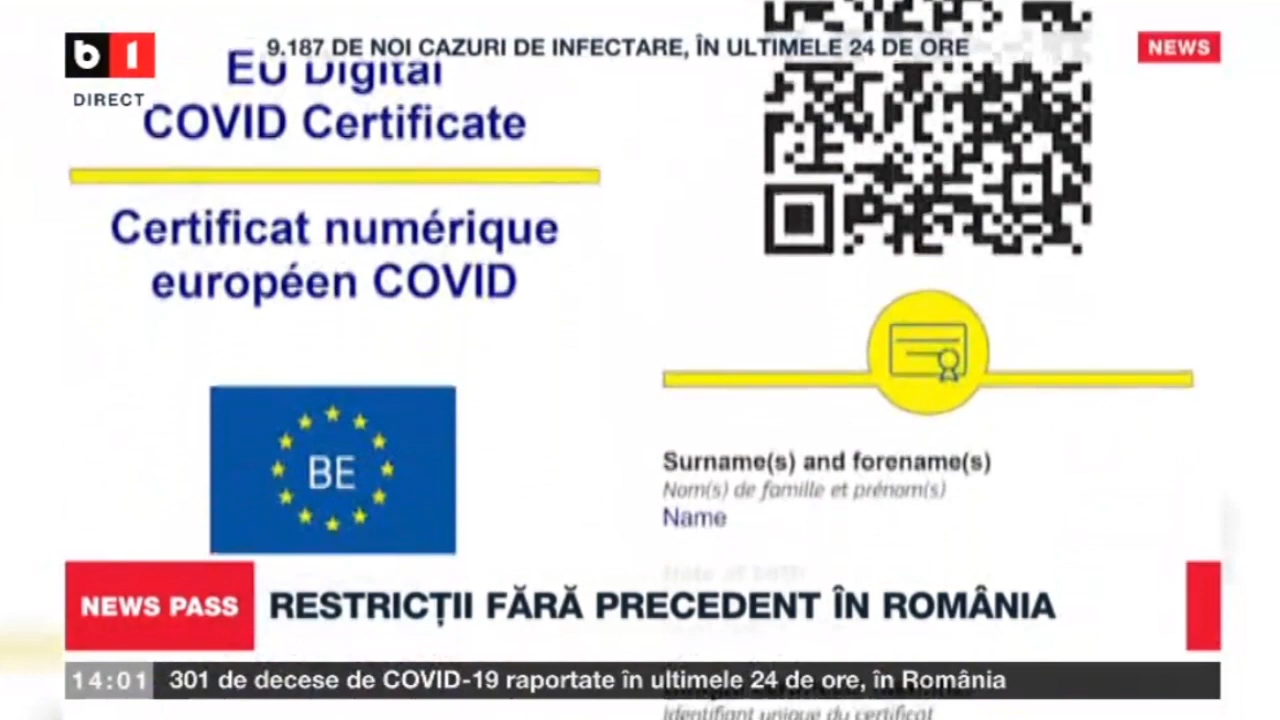 b1
DIRECT
9.187 DE NOI CAZURI DE INFECTARE, ÎN ULTIMELE 24 DE ORE
NEWS
EU Digital
COVID Certificate
Certificat numérique
européen COVID
BE
Surname(s) and forename(s)
Nom(s) de famille et prénom(s)
Name
NEWS PASS
RESTRICȚII FĂRĂ PRECEDENT ÎN ROMÂNIA
14:01
301 de decese de COVID-19 raportate în ultimele 24 de ore, în România
Identifiant unique du certificat